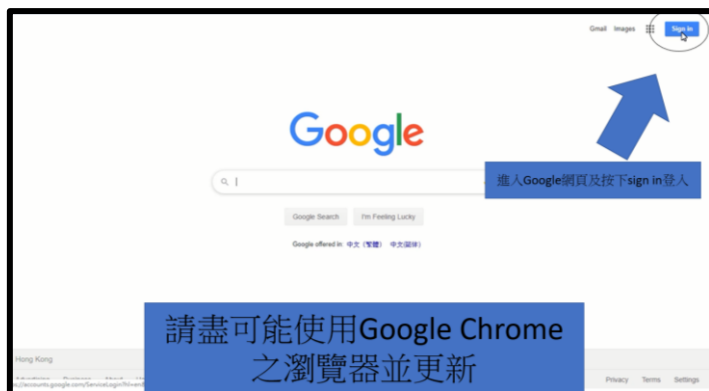 Gmail Images Sign in
Google
進入Google網頁及按下sign in登人
Google Search I'm Feeling Lucky
Google offered in: 中文（繁體） 中文(简体)
請盡可能使用Google Chrome
之瀏覽器並更新
Hong Kong
Privacy Terms Settings